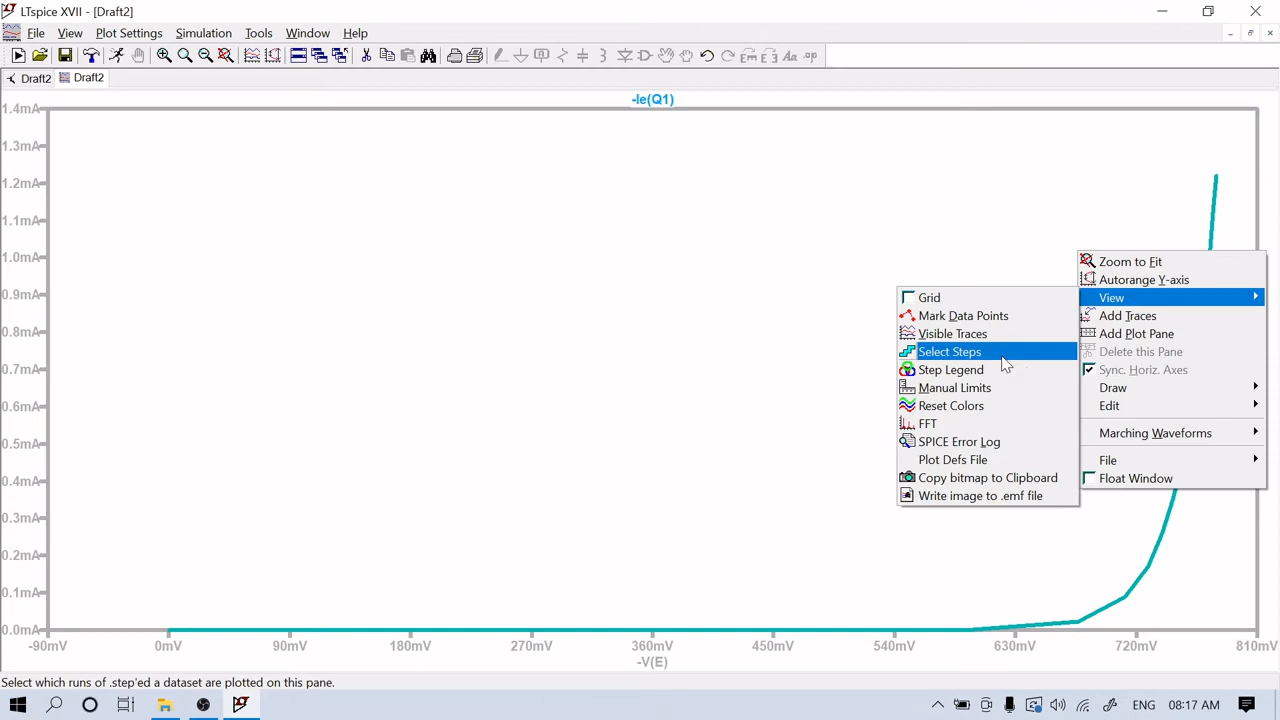 LTspice XVII - [Draft2]
File View Plot Settings Simulation Tools Window Help
Draft2 Draft2
-Ie(Q1)
1.4mA
1.3mA
1.2mA
1.1mA
1.0mA
0.9mA
0.8mA
0.7mA
0.6mA
0.5mA
0.4mA
0.3mA
0.2mA
0.1mA
0.0mA
-90mV 0mV 90mV 180mV 270mV 360mV 450mV 540mV 630mV 720mV 810mV
-V(E)
Zoom to Fit
Autorange Y-axis
View
Add Traces
Add Plot Pane
Delete this Pane
Sync. Horiz. Axes
Draw
Edit
Marching Waveforms
File
Float Window
Grid
Mark Data Points
Visible Traces
Select Steps
Step Legend
Manual Limits
Reset Colors
FFT
SPICE Error Log
Plot Defs File
Copy bitmap to Clipboard
Write image to .emf file
Select which runs of .step'ed a dataset are plotted on this pane.
ENG 08:17 AM